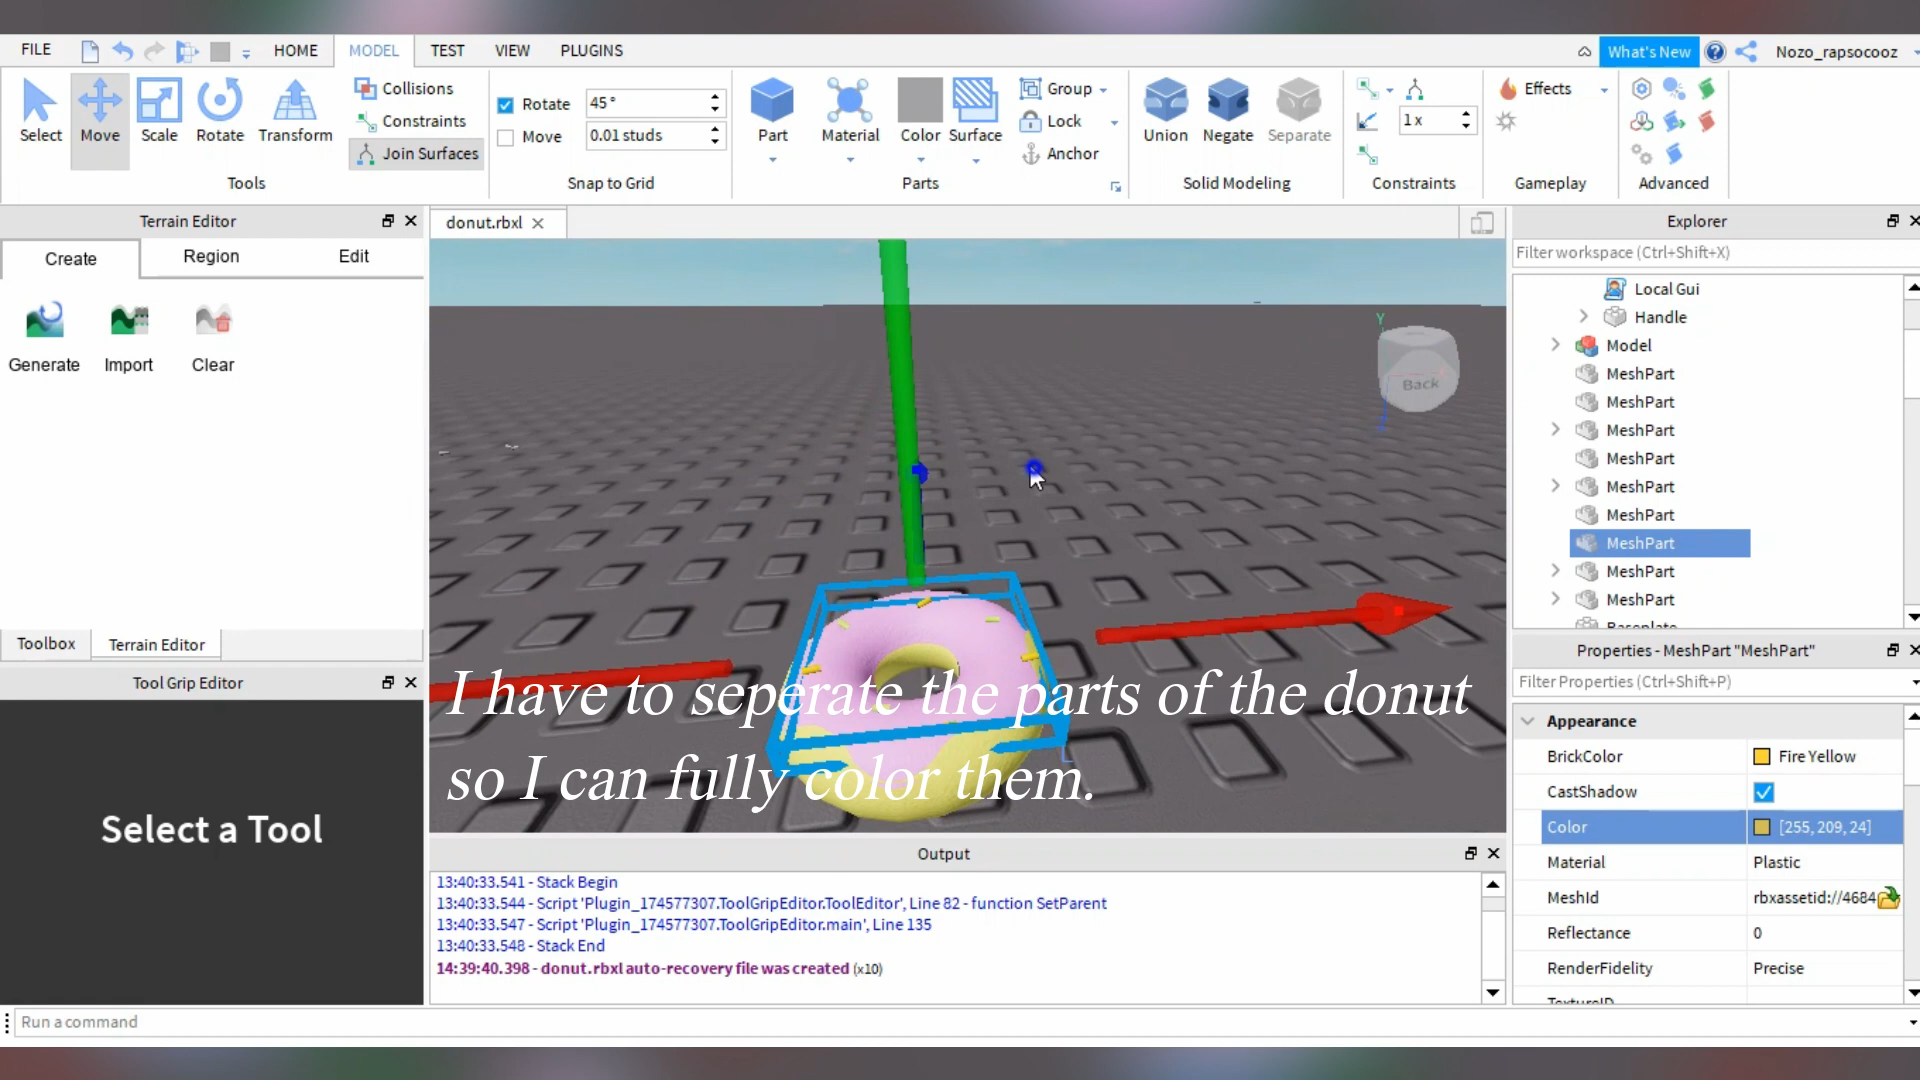 FILE HOME MODEL TEST VIEW PLUGINS What's New Nozo_rapsocooz
Select Move Scale Rotate Transform
Collisions
Constraints
Join Surfaces
Tools
Rotate 45°
Move 0.01 studs
Snap to Grid
Part Material Color Surface
Group
Lock
Anchor
Parts
Union Negate Separate
Solid Modeling
1x
Constraints
Effects
Gameplay
Advanced
Terrain Editor
Create Region Edit
Generate Import Clear
Toolbox Terrain Editor
Tool Grip Editor
Select a Tool
donut.rbxl
Y
Back
I have to seperate the parts of the donut
so I can fully color them.
Output
13:40:33.541 - Stack Begin
13:40:33.544 - Script 'Plugin_174577307.ToolGripEditor.ToolEditor', Line 82 - function SetParent
13:40:33.547 - Script 'Plugin_174577307.ToolGripEditor.main', Line 135
13:40:33.548 - Stack End
14:39:40.398 - donut.rbxl auto-recovery file was created (x10)
Run a command
Explorer
Filter workspace (Ctrl+Shift+X)
Local Gui
Handle
Model
MeshPart
MeshPart
MeshPart
MeshPart
MeshPart
MeshPart
MeshPart
MeshPart
MeshPart
Baseplate
Properties - MeshPart "MeshPart"
Filter Properties (Ctrl+Shift+P)
Appearance
BrickColor Fire Yellow
CastShadow
Color [255, 209, 24]
Material Plastic
MeshId rbxassetid://4684
Reflectance 0
RenderFidelity Precise
TextureID